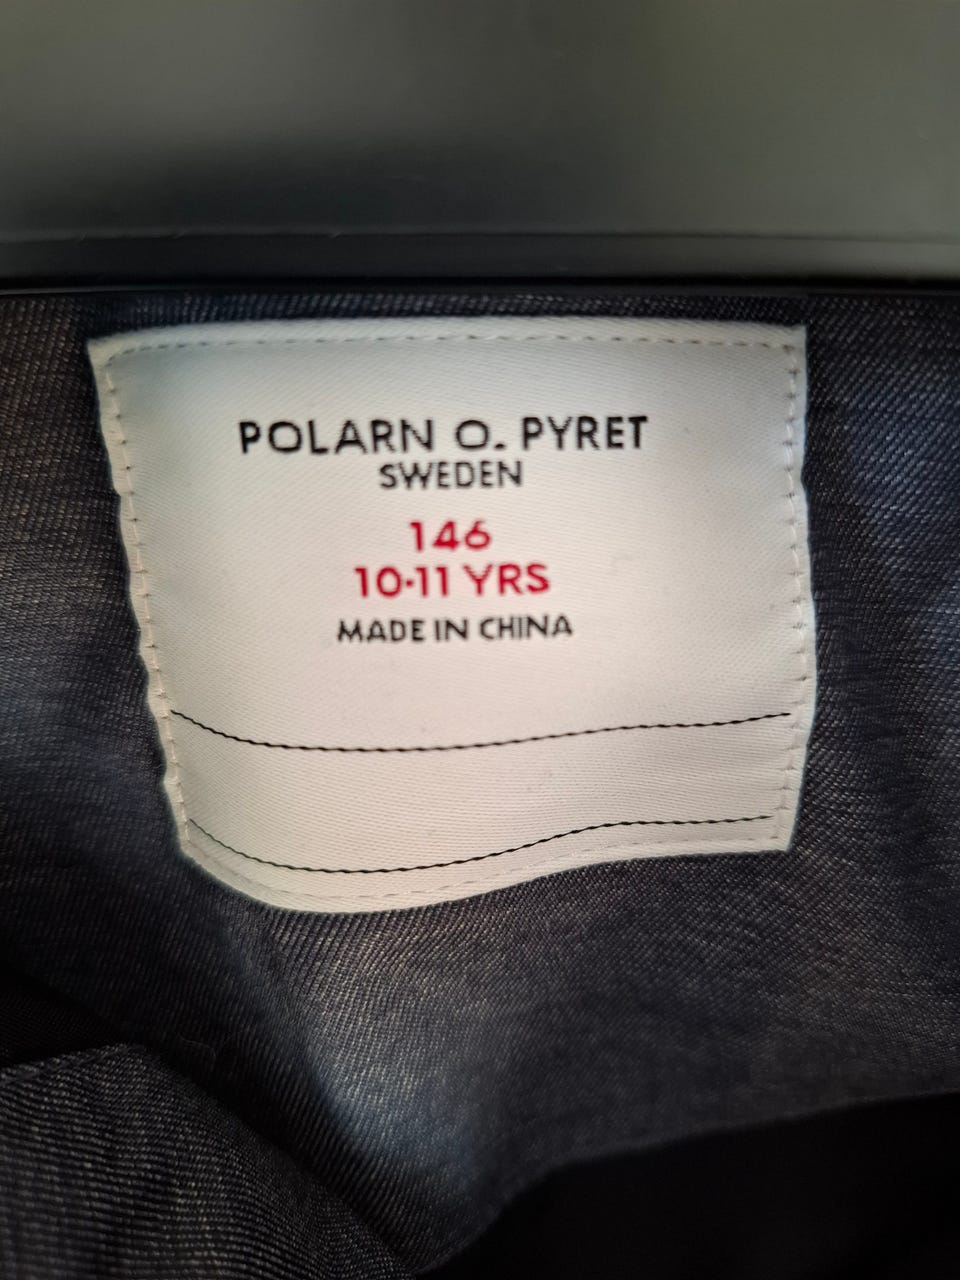 POLARN O. PYRET
SWEDEN
146
10-11 YRS
MADE IN CHINA